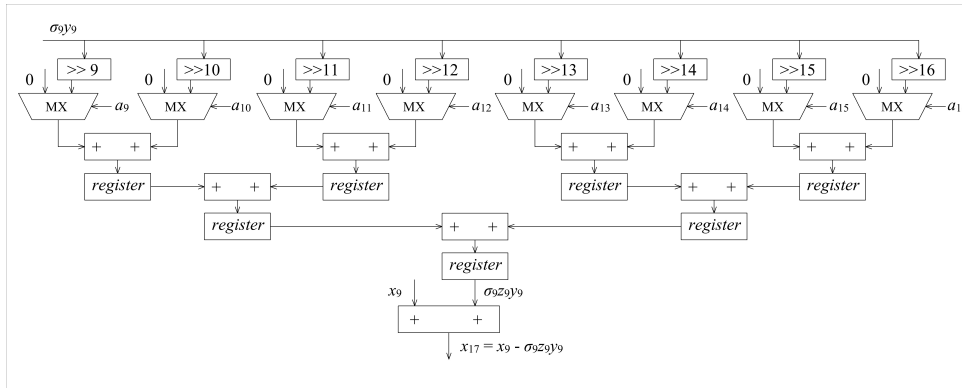 σ₉y₉
0 >> 9 0 >>10 0 >>11 0 >>12 0 >>13 0 >>14 0 >>15 0 >>16
MX a₉ MX a₁₀ MX a₁₁ MX a₁₂ MX a₁₃ MX a₁₄ MX a₁₅ MX a₁
+ + + + + + + +
register + + register register + + register
register + + register
register
x₉ σ₉z₉y₉
+ +
x₁₇ = x₉ - σ₉z₉y₉